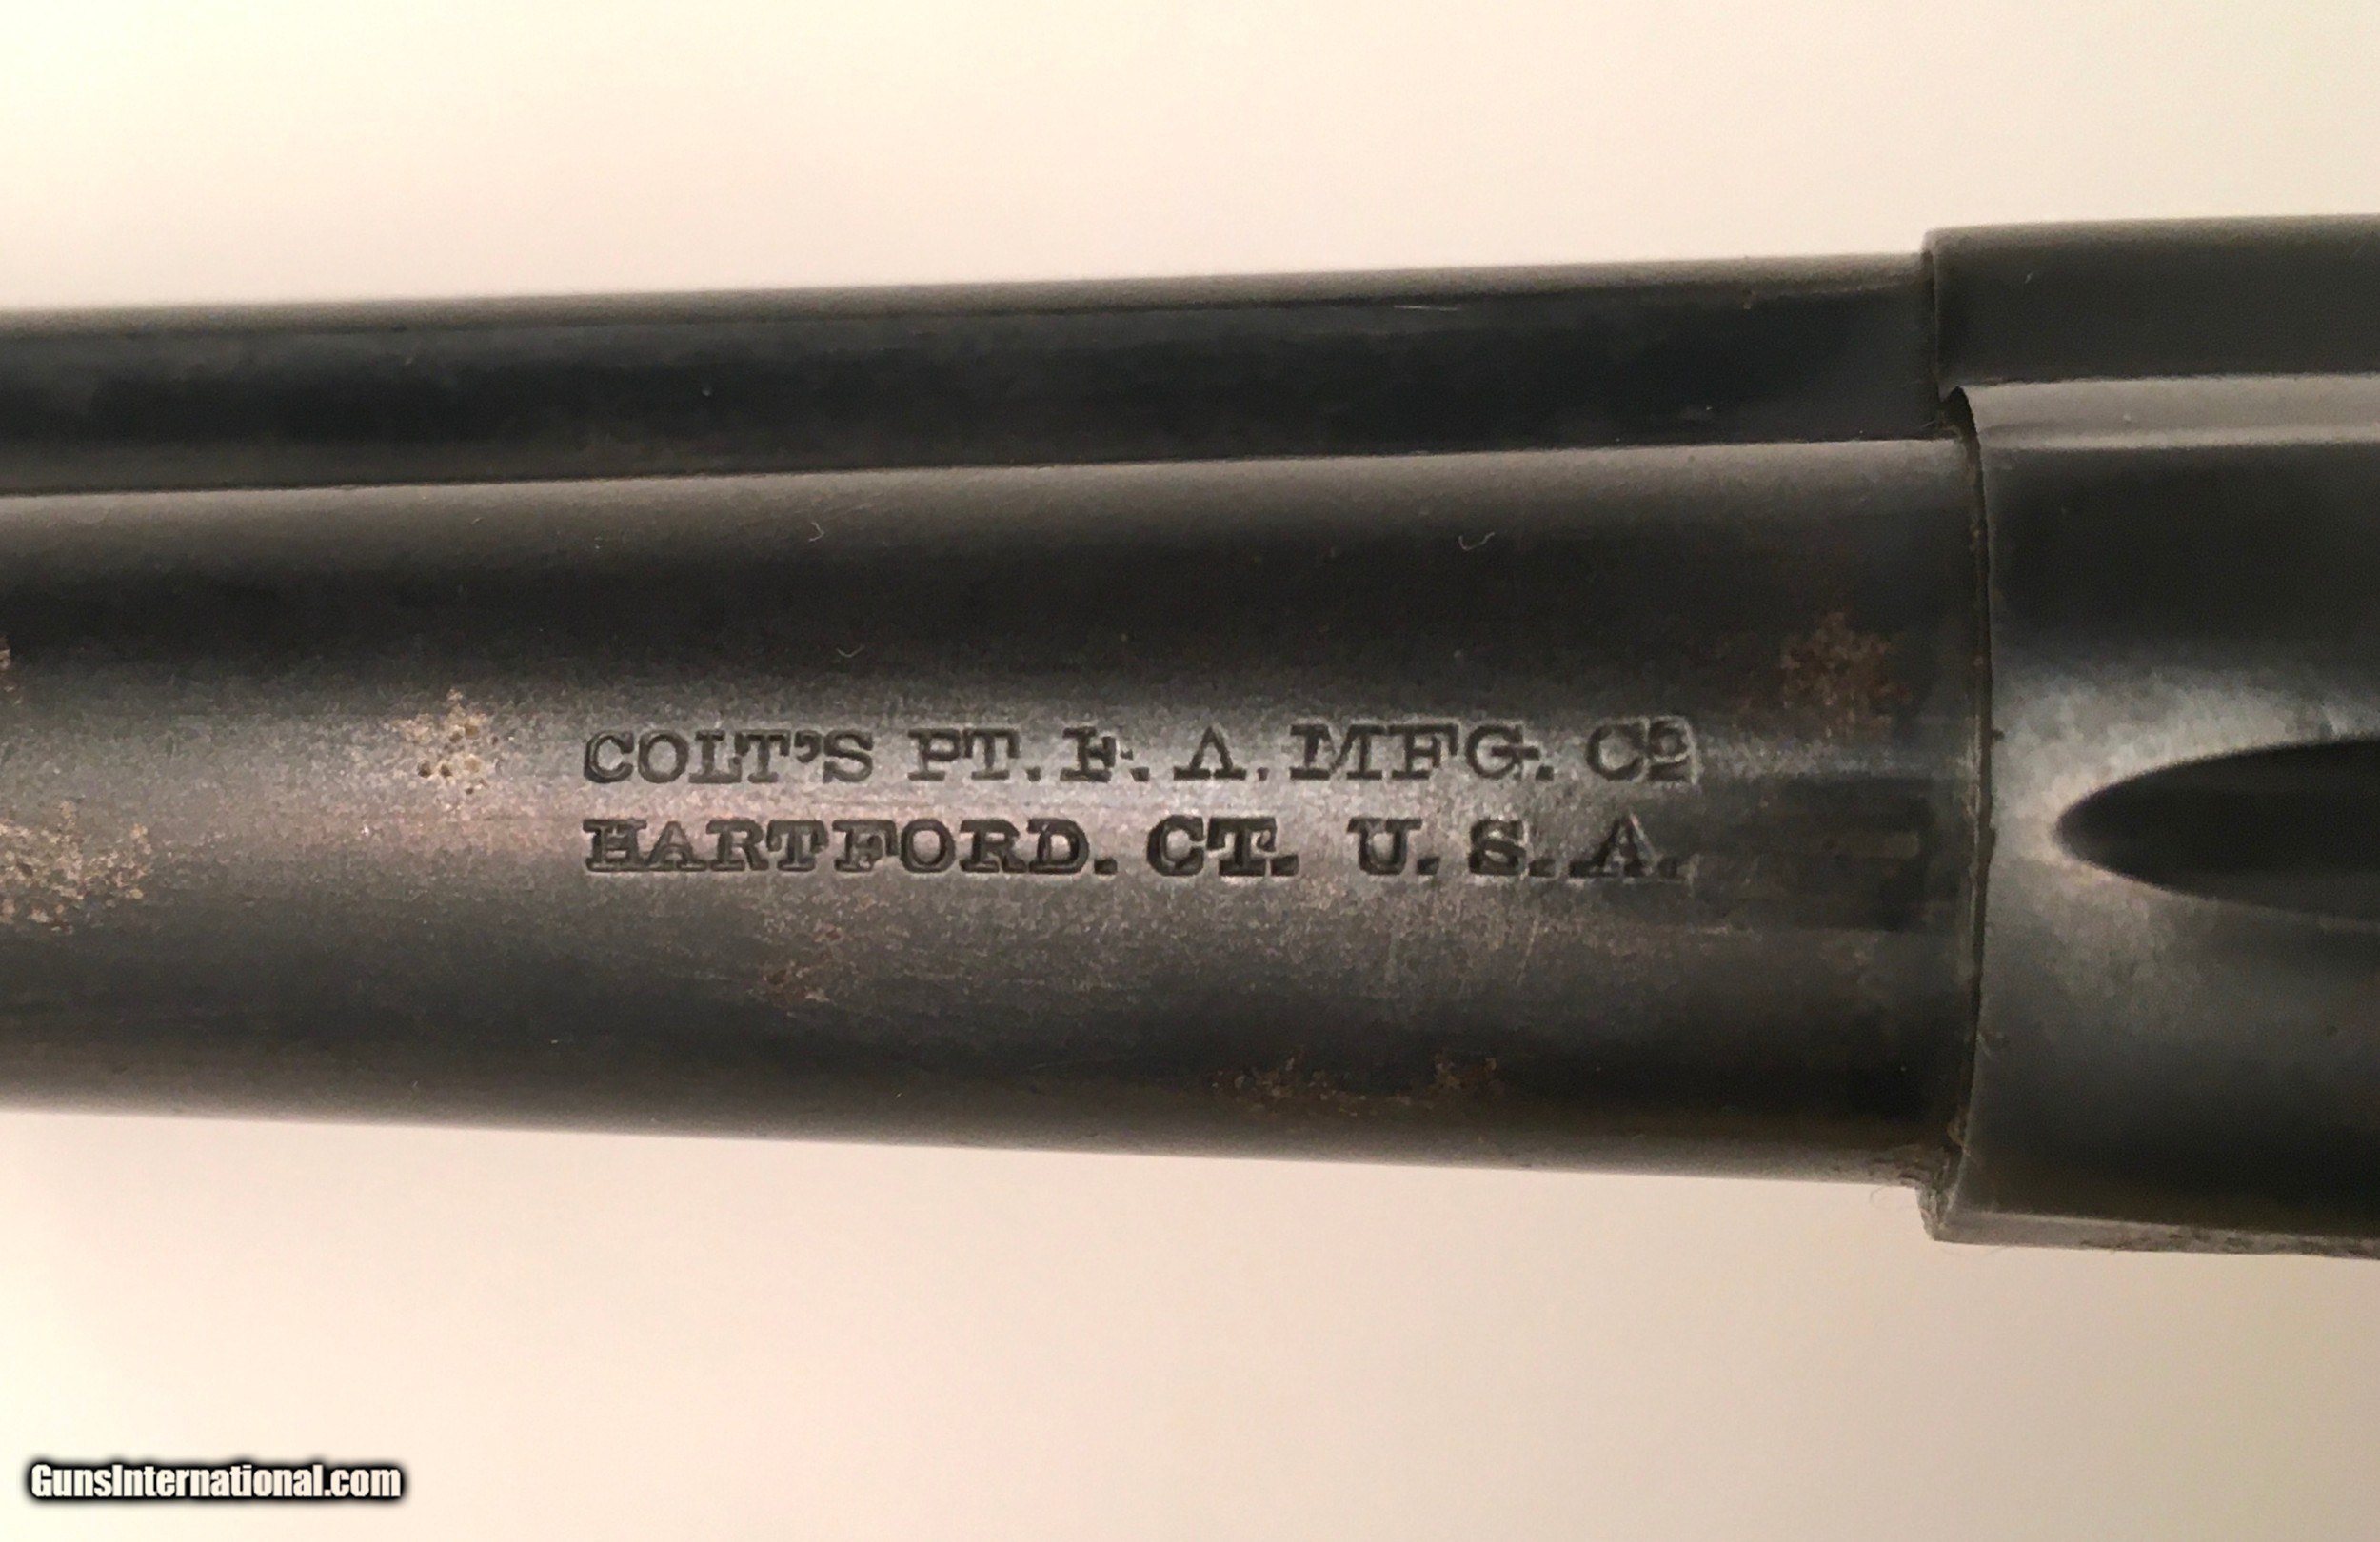 COLT'S PT. F. A. MFG. Cº
HARTFORD. CT. U. S. A.
GunsInternational.com